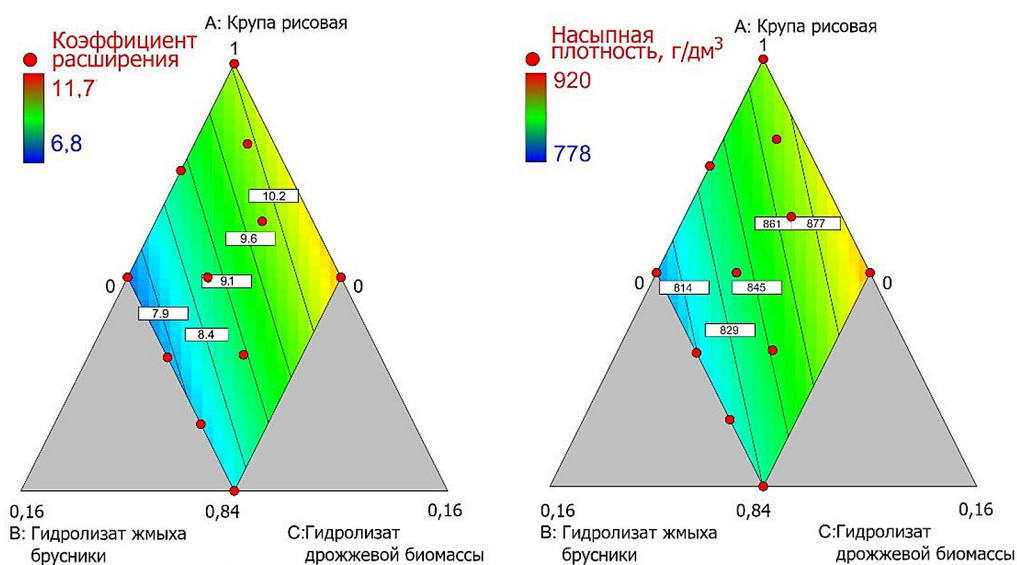 A: Крупа рисовая
1
Коэффициент
расширения
11,7
6,8
10.2
9.6
9.1
7.9
8.4
0
0
0,16
0,84
0,16
B: Гидролизат жмыха
брусники
С:Гидролизат
дрожжевой биомассы
A: Крупа рисовая
1
Насыпная
плотность, г/дм³
920
778
861
877
814
845
829
0
0
0,16
0,84
0,16
B: Гидролизат жмыха
брусники
С:Гидролизат
дрожжевой биомассы